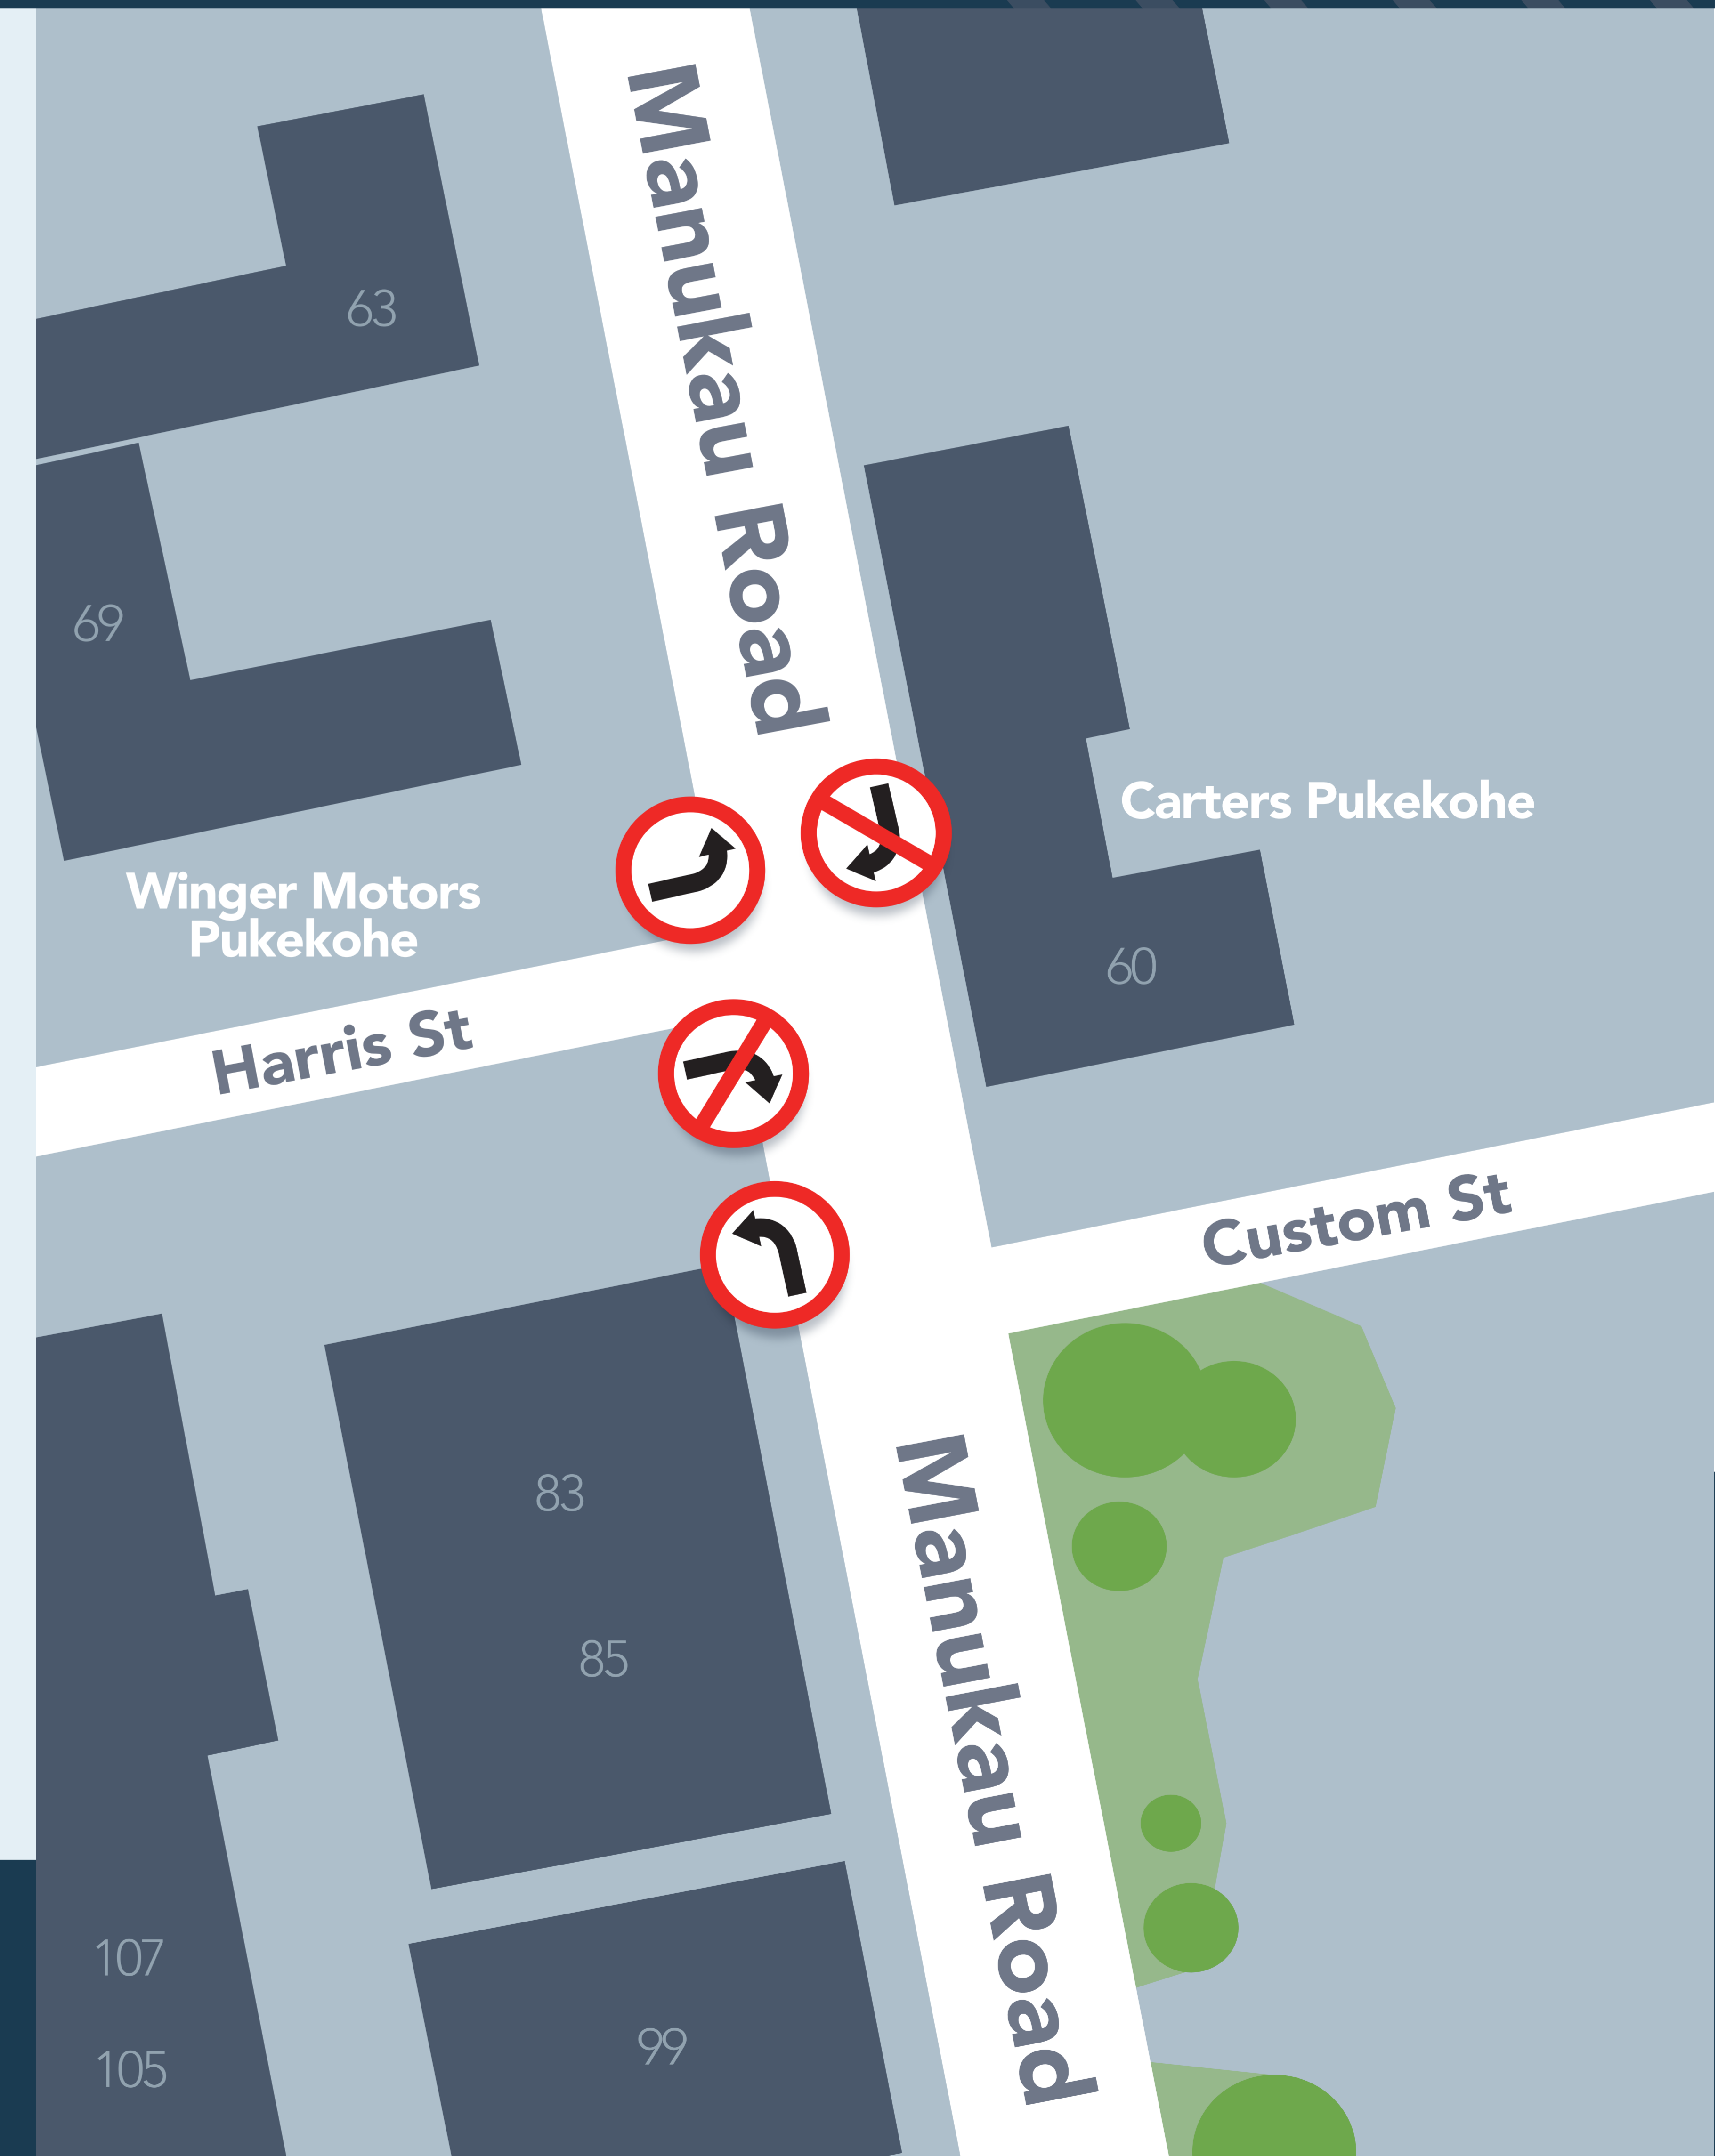 Manukau Road
63
69
Carters Pukekohe
Winger Motors
Pukekohe
60
Harris St
Custom St
83
Manukau Road
85
107
99
105